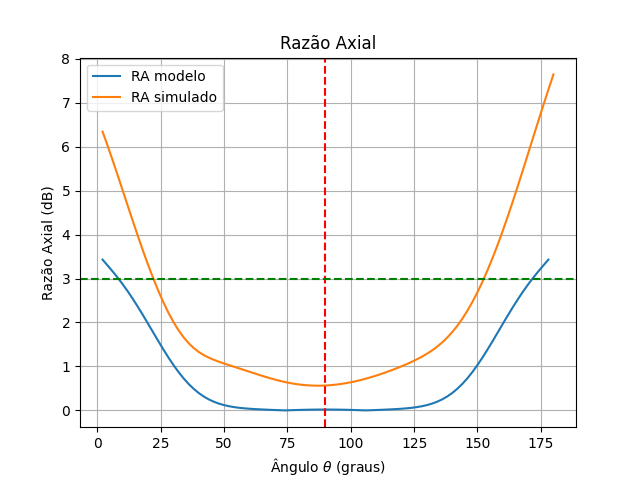 Razão Axial
RA modelo
RA simulado
Razão Axial (dB)
8
7
6
5
4
3
2
1
0
0 25 50 75 100 125 150 175
Ângulo θ (graus)